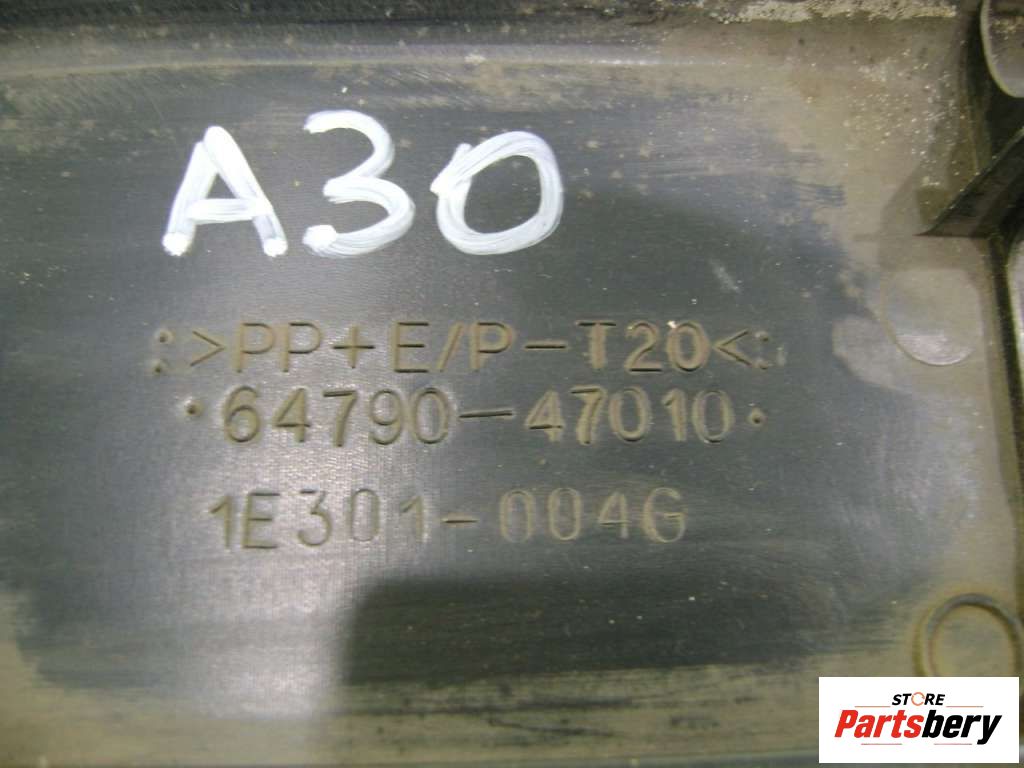 A30
:>PP+E/P-T20<:
·64790-47010·
1E301-004G
STORE
Partsbery